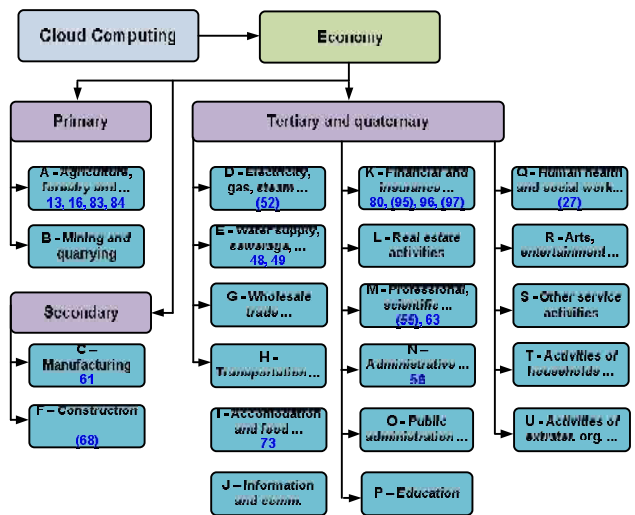 Cloud Computing
Economy
Primary
Tertiary and quaternary
A - Agriculture,
forestry and ...
13, 16, 83, 84
B - Mining and
quarrying
Secondary
C –
Manufacturing
61
F – Construction
(68)
D - Electricity,
gas, steam ...
(52)
E - Water supply,
sewerage, ...
48, 49
G - Wholesale
trade ...
H -
Transportation ...
I - Accomodation
and food ...
73
J – Information
and comm.
K - Financial and
insurance ...
80, (95), 96, (97)
L - Real estate
activities
M - Professional,
scientific ...
(55), 63
N –
Administrative ...
56
O - Public
administration ...
P – Education
Q - Human health
and social work...
(27)
R - Arts,
entertainment ...
S - Other service
activities
T - Activities of
households ...
U - Activities of
extrater. org. ...